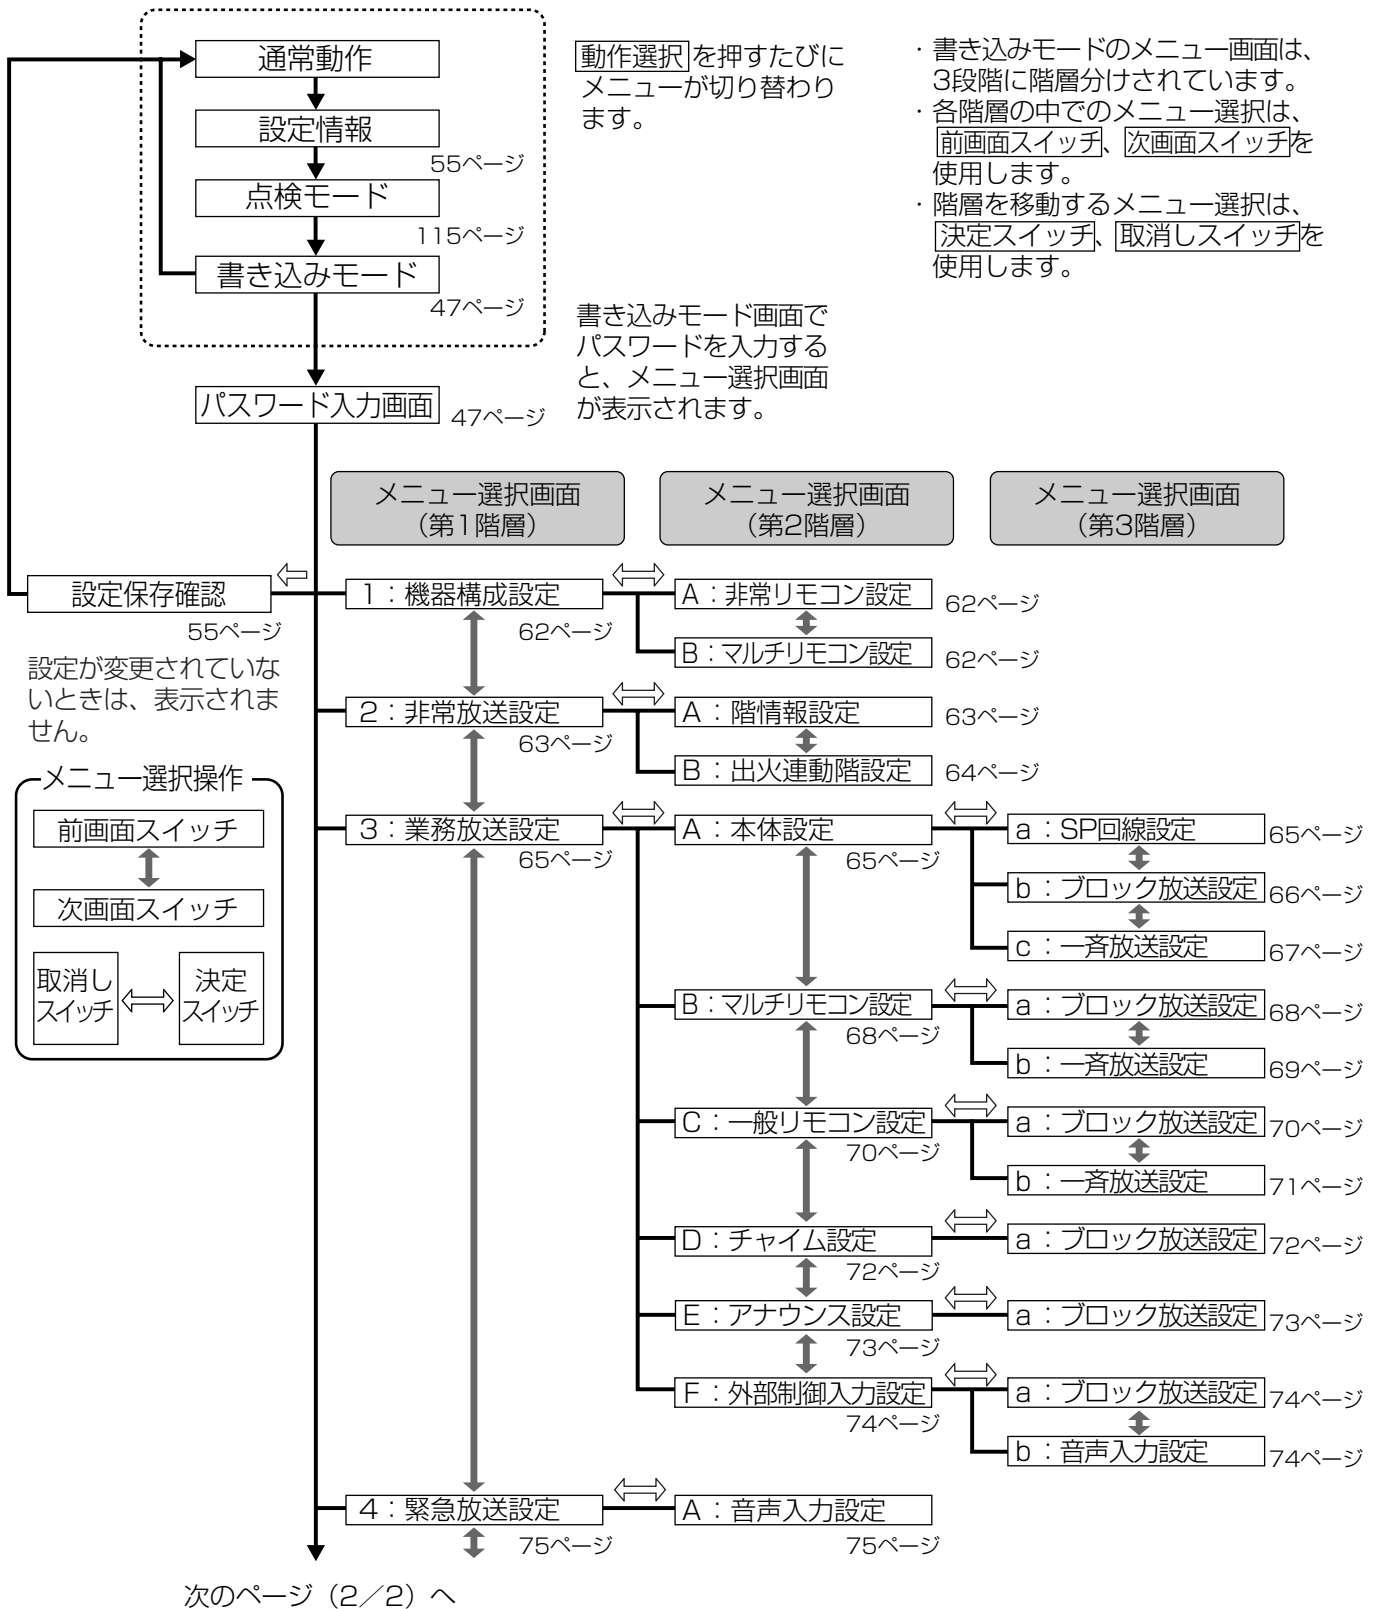 通常動作
設定情報
55ページ
点検モード
115ページ
書き込みモード
47ページ
動作選択を押すたびに
メニューが切り替わり
ます。
・書き込みモードのメニュー画面は、
3段階に階層分けされています。
・各階層の中でのメニュー選択は、
前画面スイッチ、次画面スイッチを
使用します。
・階層を移動するメニュー選択は、
決定スイッチ、取消しスイッチを
使用します。
書き込みモード画面で
パスワードを入力する
と、メニュー選択画面
が表示されます。
パスワード入力画面
47ページ
メニュー選択画面
(第1階層)
メニュー選択画面
(第2階層)
メニュー選択画面
(第3階層)
設定保存確認
55ページ
設定が変更されていな
いときは、表示されま
せん。
メニュー選択操作
前画面スイッチ
次画面スイッチ
取消し
スイッチ
決定
スイッチ
1：機器構成設定
62ページ
A：非常リモコン設定
62ページ
B：マルチリモコン設定
62ページ
2：非常放送設定
63ページ
A：階情報設定
63ページ
B：出火連動階設定
64ページ
3：業務放送設定
65ページ
A：本体設定
65ページ
a：SP回線設定
65ページ
b：ブロック放送設定
66ページ
c：一斉放送設定
67ページ
B：マルチリモコン設定
68ページ
a：ブロック放送設定
68ページ
b：一斉放送設定
69ページ
C：一般リモコン設定
70ページ
a：ブロック放送設定
70ページ
b：一斉放送設定
71ページ
D：チャイム設定
72ページ
a：ブロック放送設定
72ページ
E：アナウンス設定
73ページ
a：ブロック放送設定
73ページ
F：外部制御入力設定
74ページ
a：ブロック放送設定
74ページ
b：音声入力設定
74ページ
4：緊急放送設定
75ページ
A：音声入力設定
75ページ
次のページ（2／2）へ